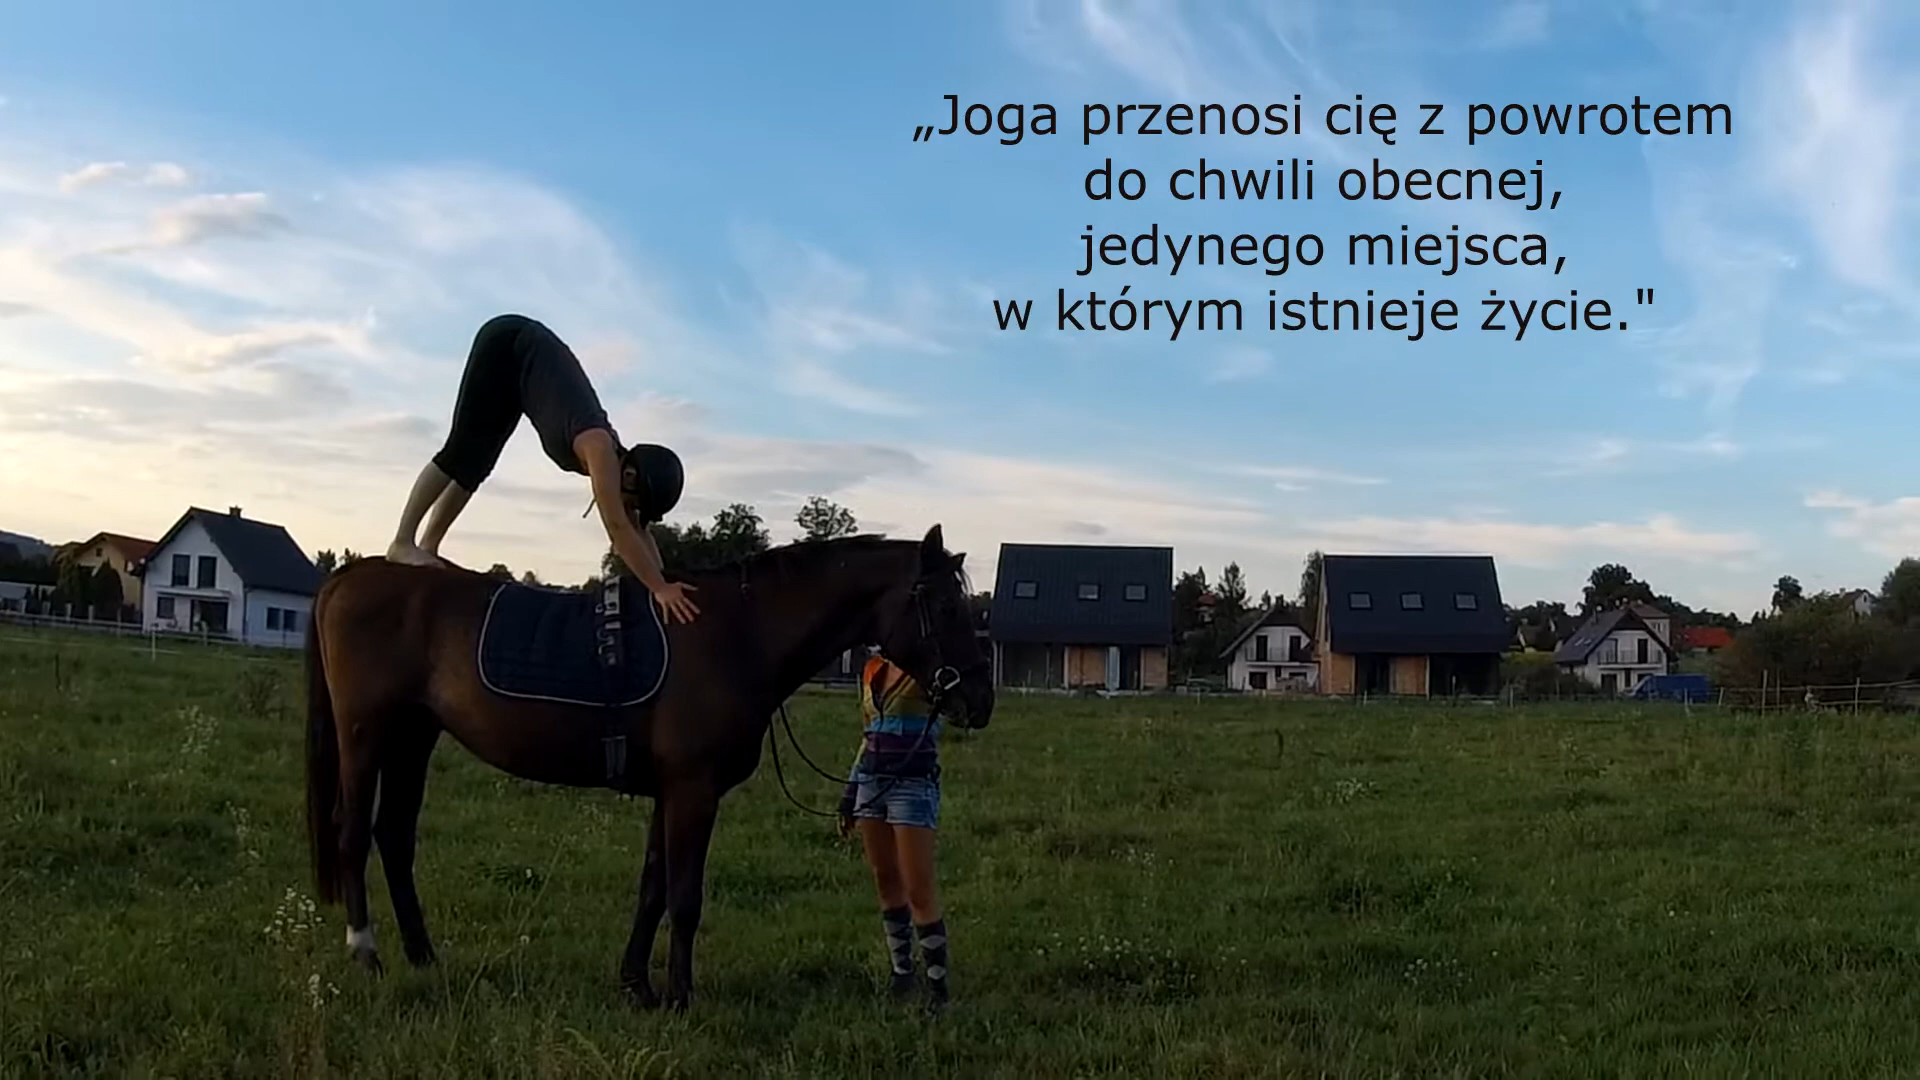 „Joga przenosi cię z powrotem
do chwili obecnej,
jedynego miejsca,
w którym istnieje życie."